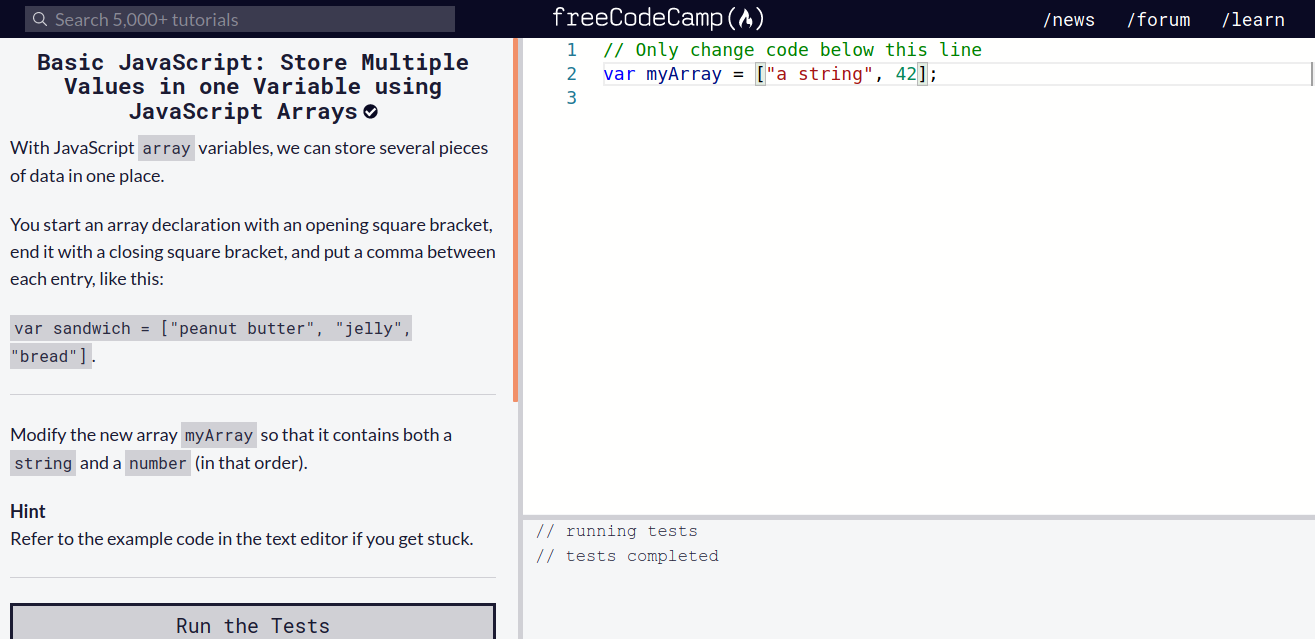 Search 5,000+ tutorials
freeCodeCamp(🔥)
/news /forum /learn
Basic JavaScript: Store Multiple
Values in one Variable using
JavaScript Arrays
With JavaScript array variables, we can store several pieces
of data in one place.
You start an array declaration with an opening square bracket,
end it with a closing square bracket, and put a comma between
each entry, like this:
var sandwich = ["peanut butter", "jelly",
"bread"].
Modify the new array myArray so that it contains both a
string and a number (in that order).
Hint
Refer to the example code in the text editor if you get stuck.
Run the Tests
1 // Only change code below this line
2 var myArray = ["a string", 42];
3
// running tests
// tests completed